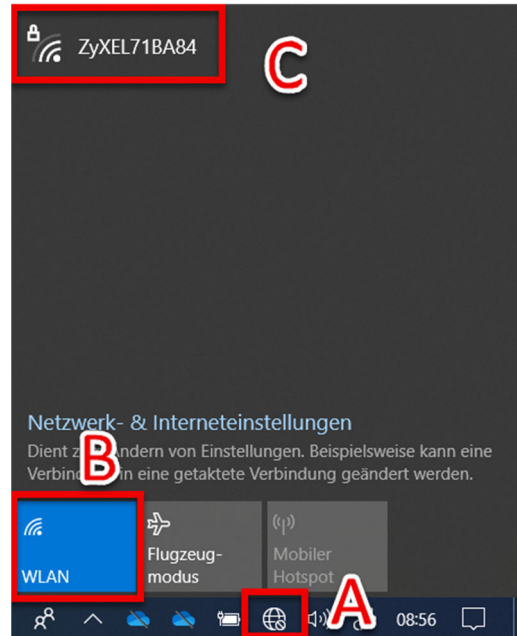 ZyXEL71BA84
C
Netzwerk- & Interneteinstellungen
Dient z ndern von Einstellungen. Beispielsweise kann eine
Verbin in eine getaktete Verbindung geändert werden.
B
WLAN
Flugzeug-
modus
Mobiler
Hotspot
A
08:56